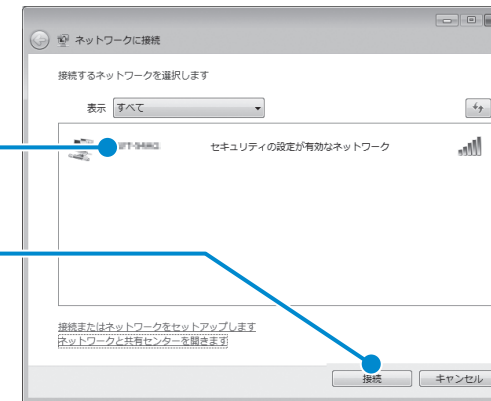 ネットワークに接続
接続するネットワークを選択します
表示 すべて
セキュリティの設定が有効なネットワーク
接続またはネットワークをセットアップします
ネットワークと共有センターを開きます
接続 キャンセル